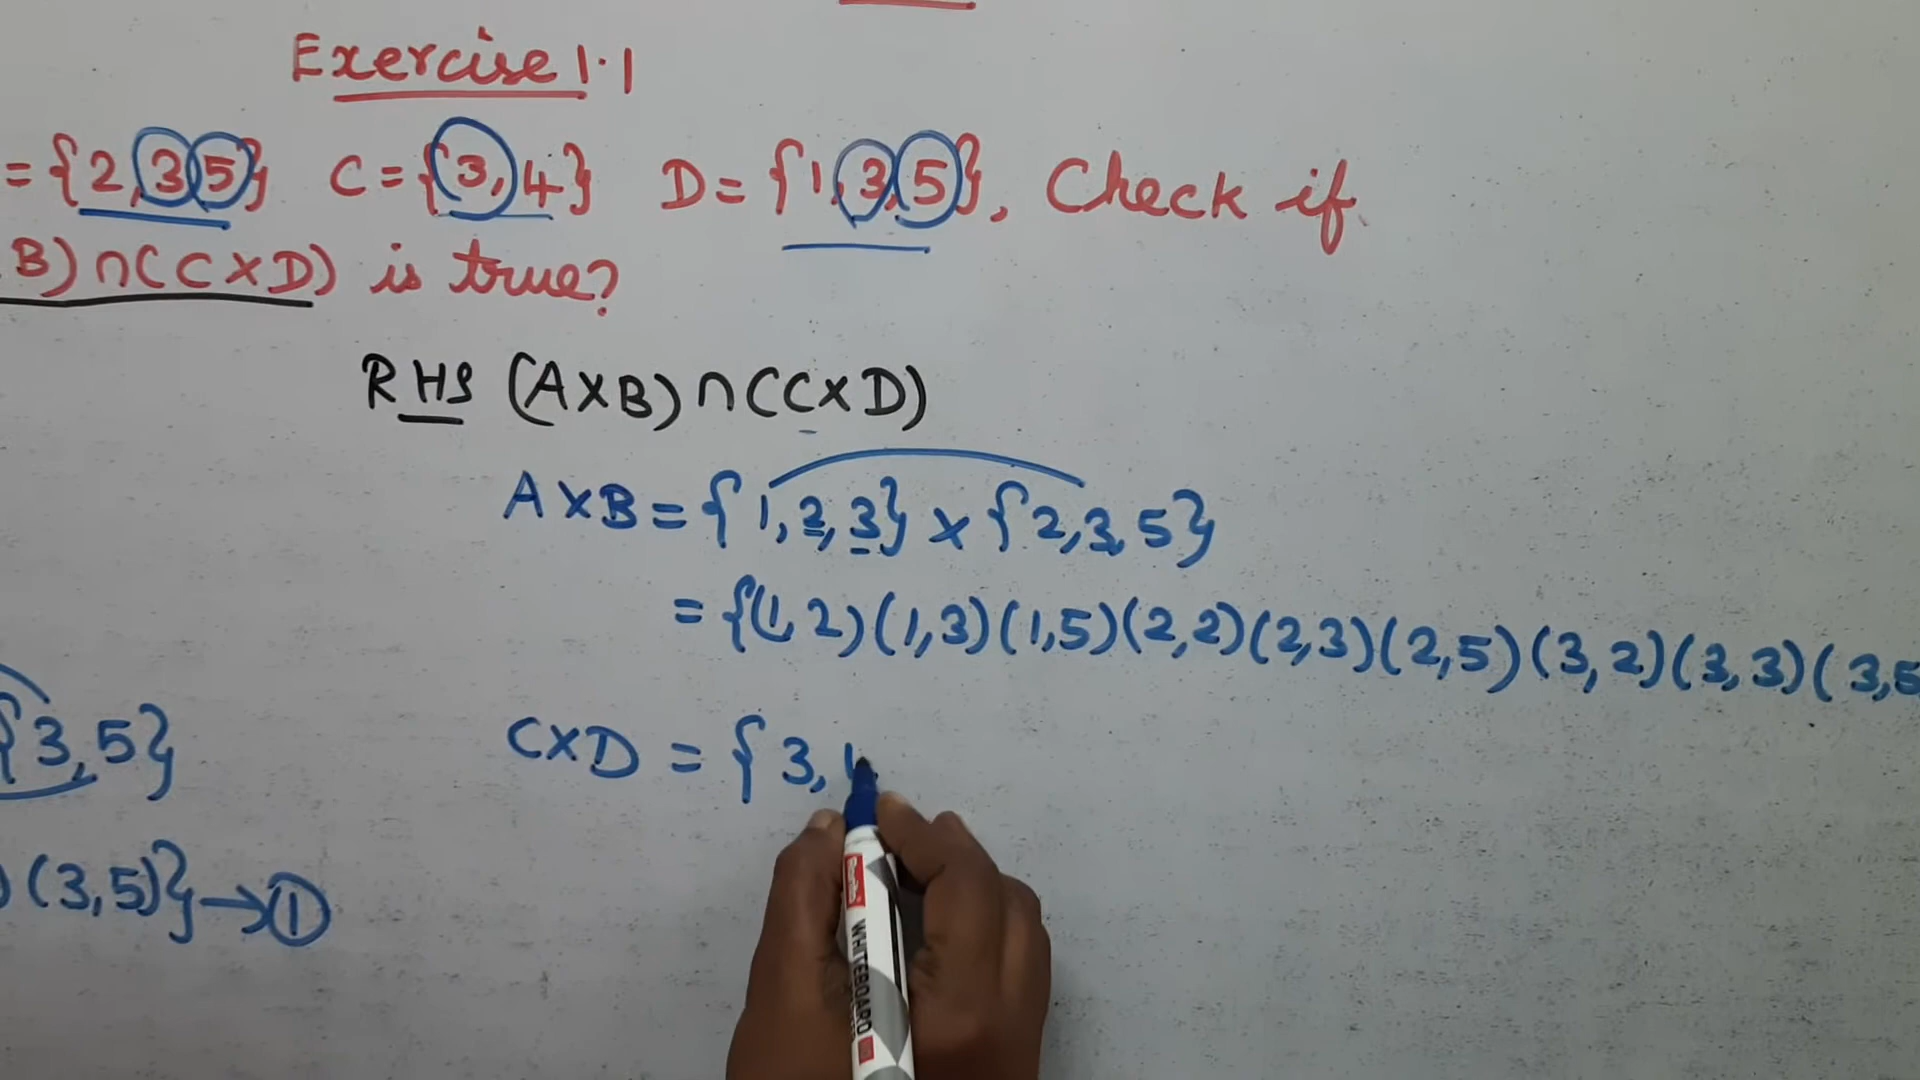 Exercise 1.1
= {2, 3 5} C = {3, 4} D = {1, 3, 5}, Check if
B) ∩ (C X D) is true?
RHS (A X B) ∩ (C X D)
A X B = {1, 2, 3} x {2, 3, 5}
= {(1, 2) (1, 3) (1, 5) (2, 2) (2, 3) (2, 5) (3, 2) (3, 3) (3, 5
{3, 5}
C X D = {3,
) (3, 5)} → ①
WHITEBOARD